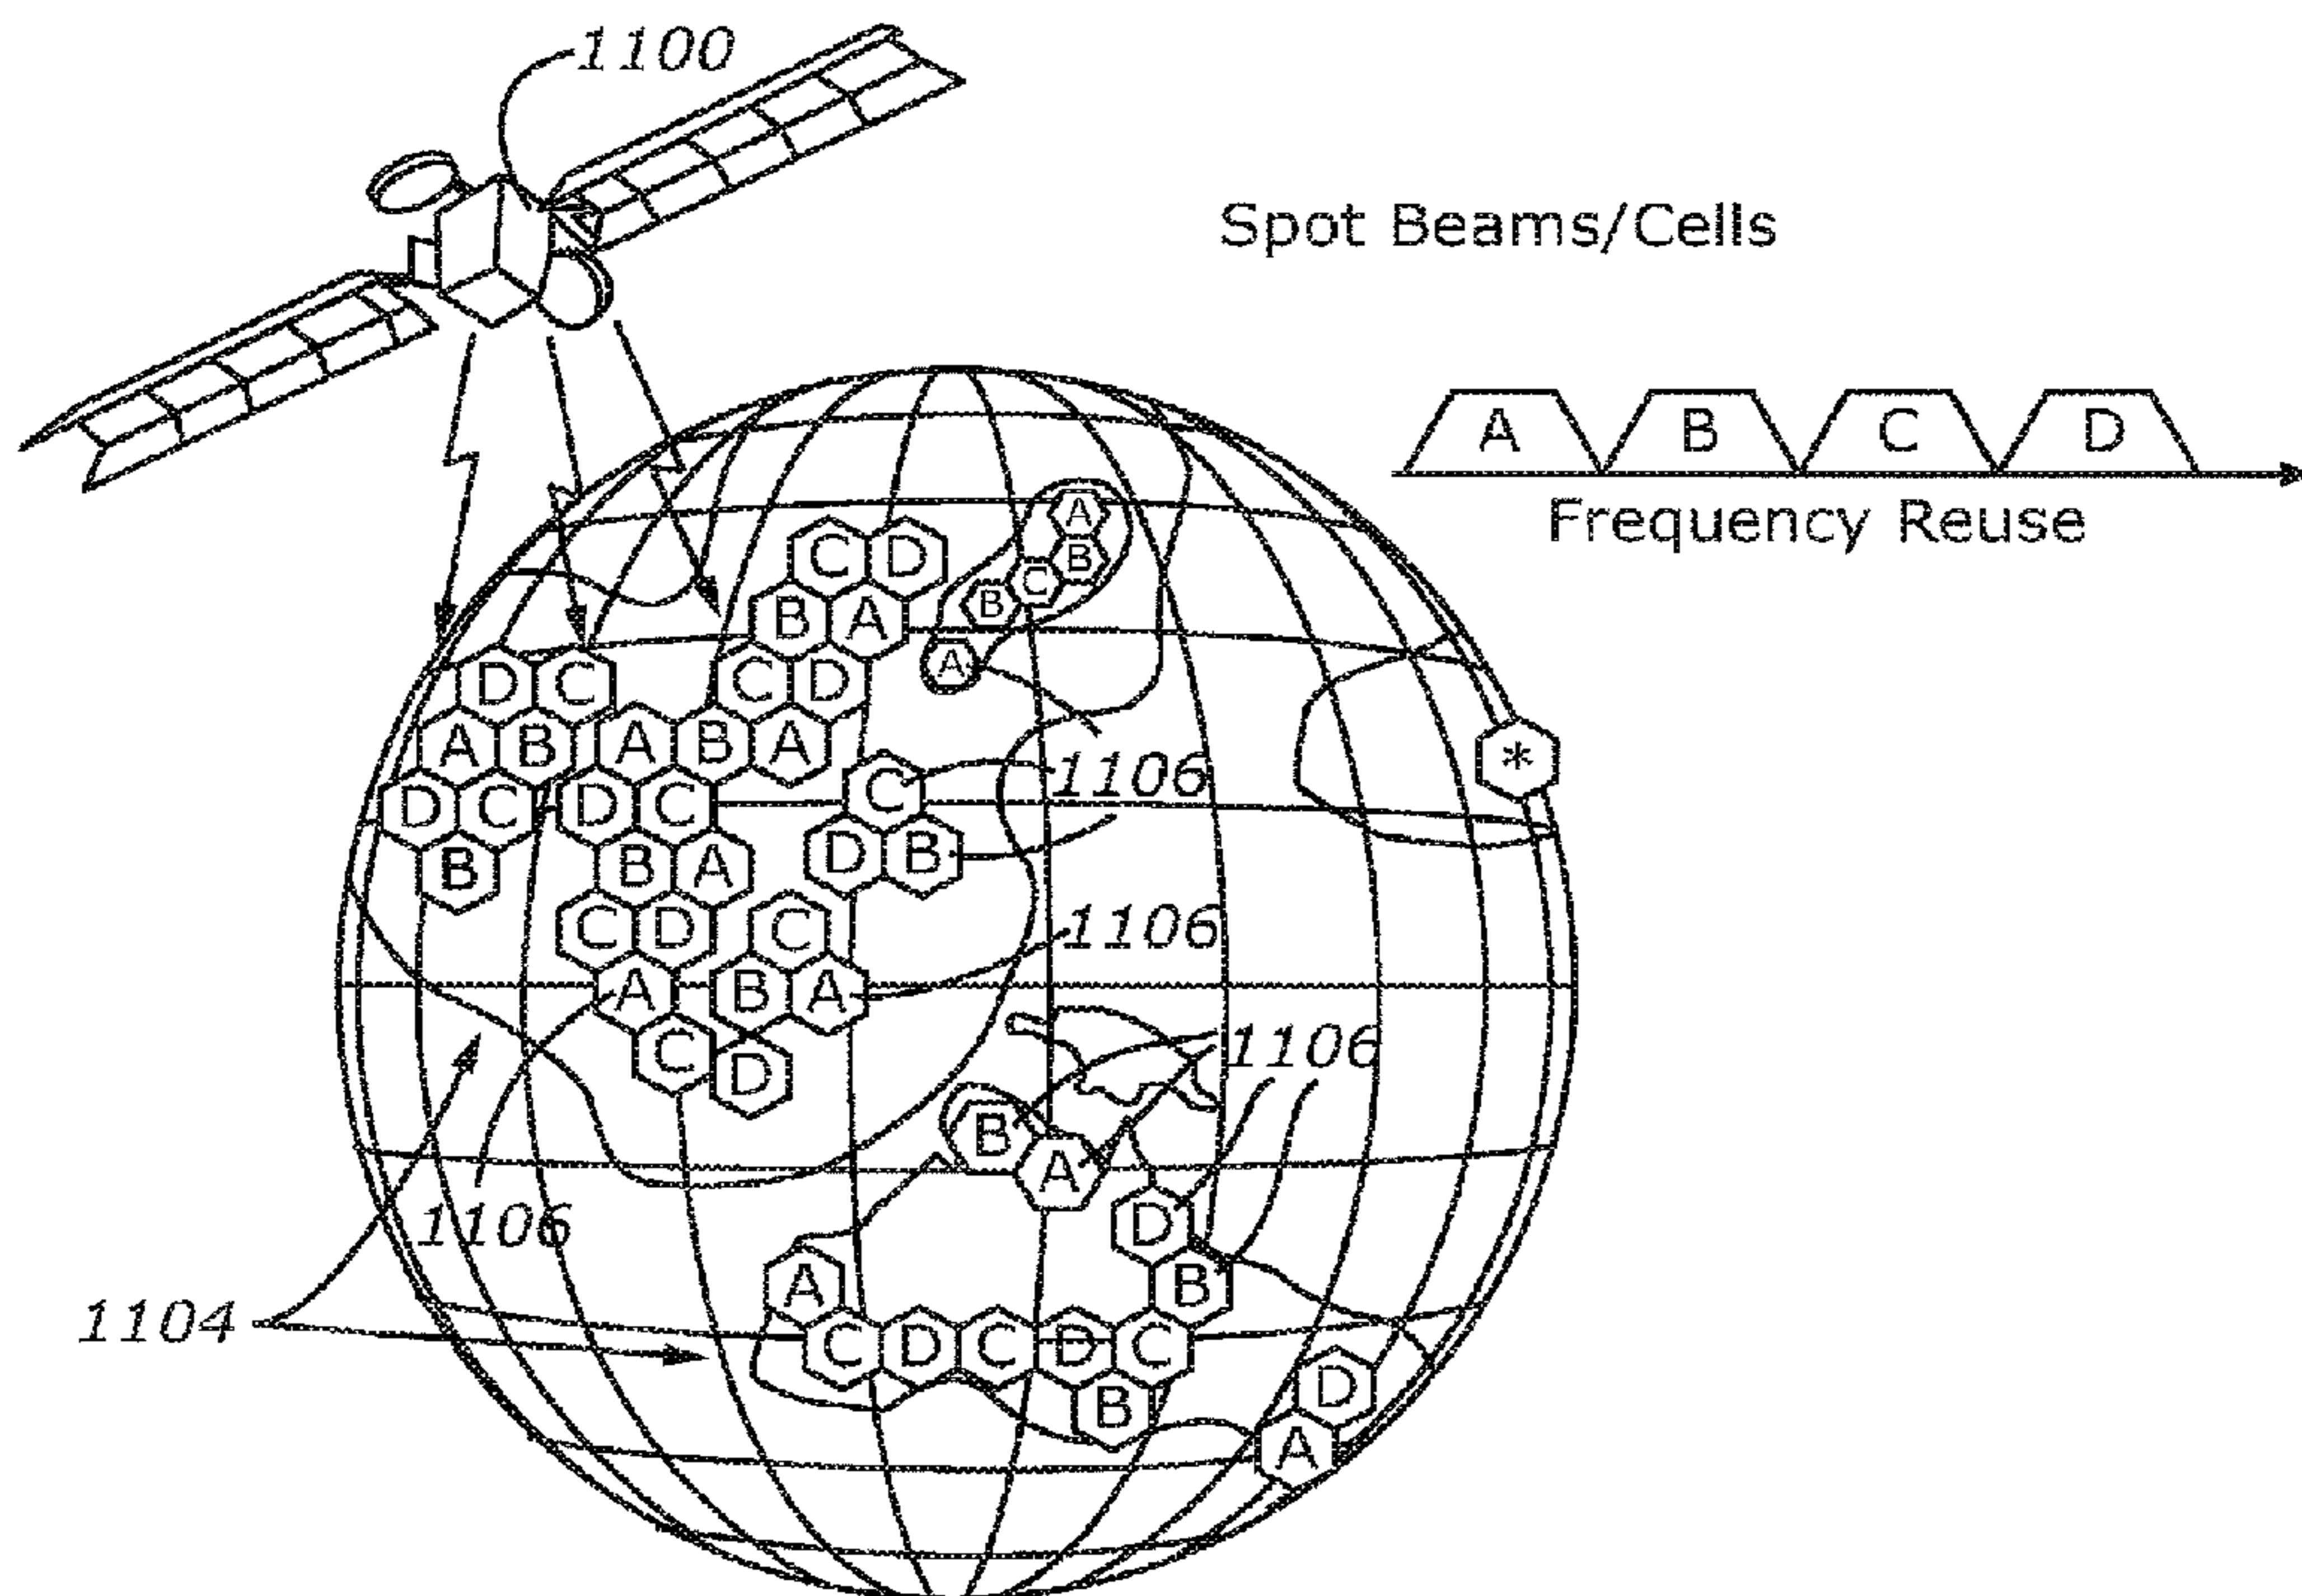 1100
Spot Beams/Cells
A B C D
Frequency Reuse
A
B
C
B
A
C D
B A
C D
D C
A B A B A
*
1106
C
D C D C
D B
B B A
C D C
1106
A B A
1106
C D
B
A
1106
D
A B
1104
C D C D C
D
B
A